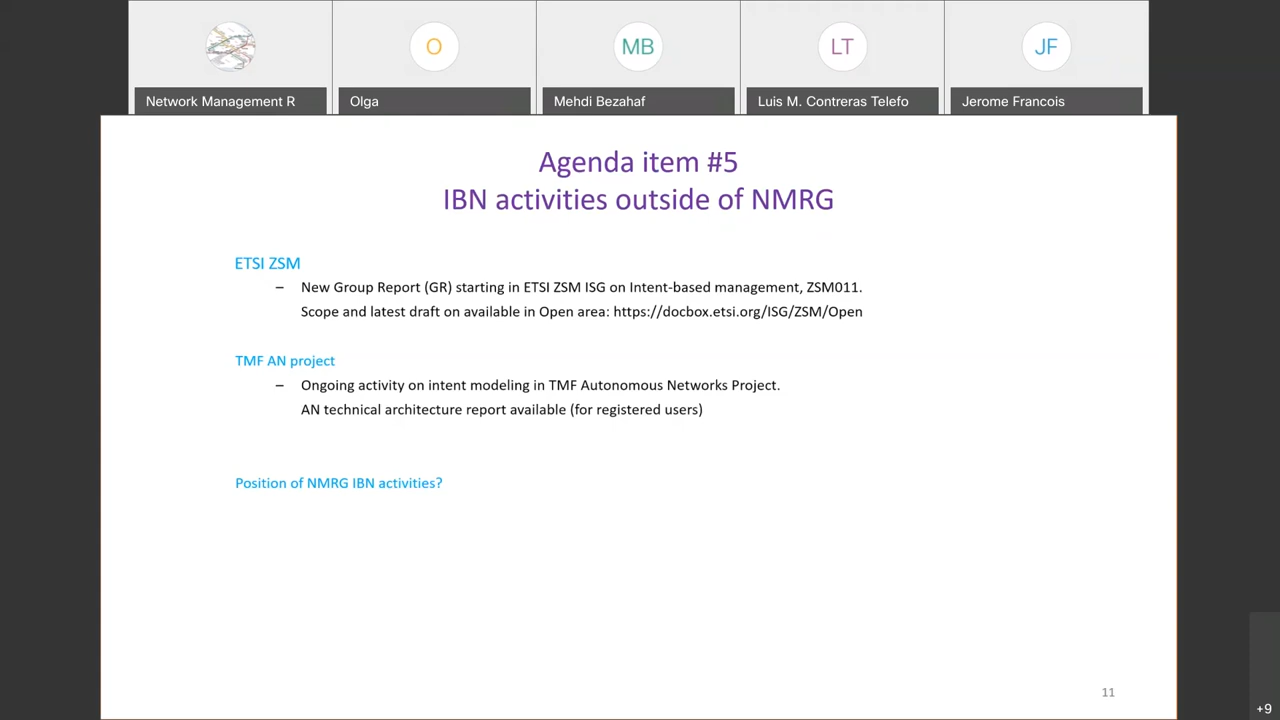 O
MB
LT
JF
Network Management R
Olga
Mehdi Bezahaf
Luis M. Contreras Telefo
Jerome Francois
Agenda item #5
IBN activities outside of NMRG
ETSI ZSM
– New Group Report (GR) starting in ETSI ZSM ISG on Intent-based management, ZSM011.
Scope and latest draft on available in Open area: https://docbox.etsi.org/ISG/ZSM/Open
TMF AN project
– Ongoing activity on intent modeling in TMF Autonomous Networks Project.
AN technical architecture report available (for registered users)
Position of NMRG IBN activities?
11
+9